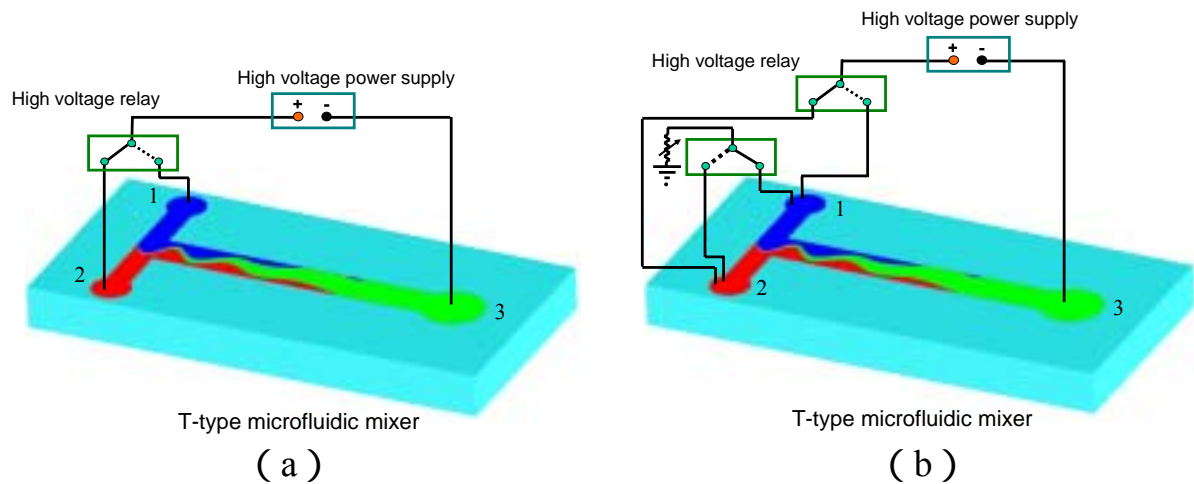 High voltage power supply
+ -
High voltage relay
1
2
3
T-type microfluidic mixer
( a )
High voltage power supply
+ -
High voltage relay
1
2
3
T-type microfluidic mixer
( b )